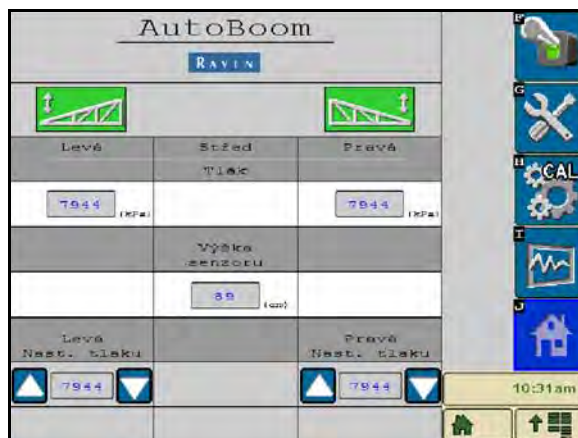 AutoBoom
RAVEN
F
G
H
CAL
I
J
Levá Střed Pravá
Tlak
7944 (kPa) 7944 (kPa)
Výška
senzoru
89 (cm)
Levá Pravá
Nast. tlaku Nast. tlaku
7944 7944
10:31am